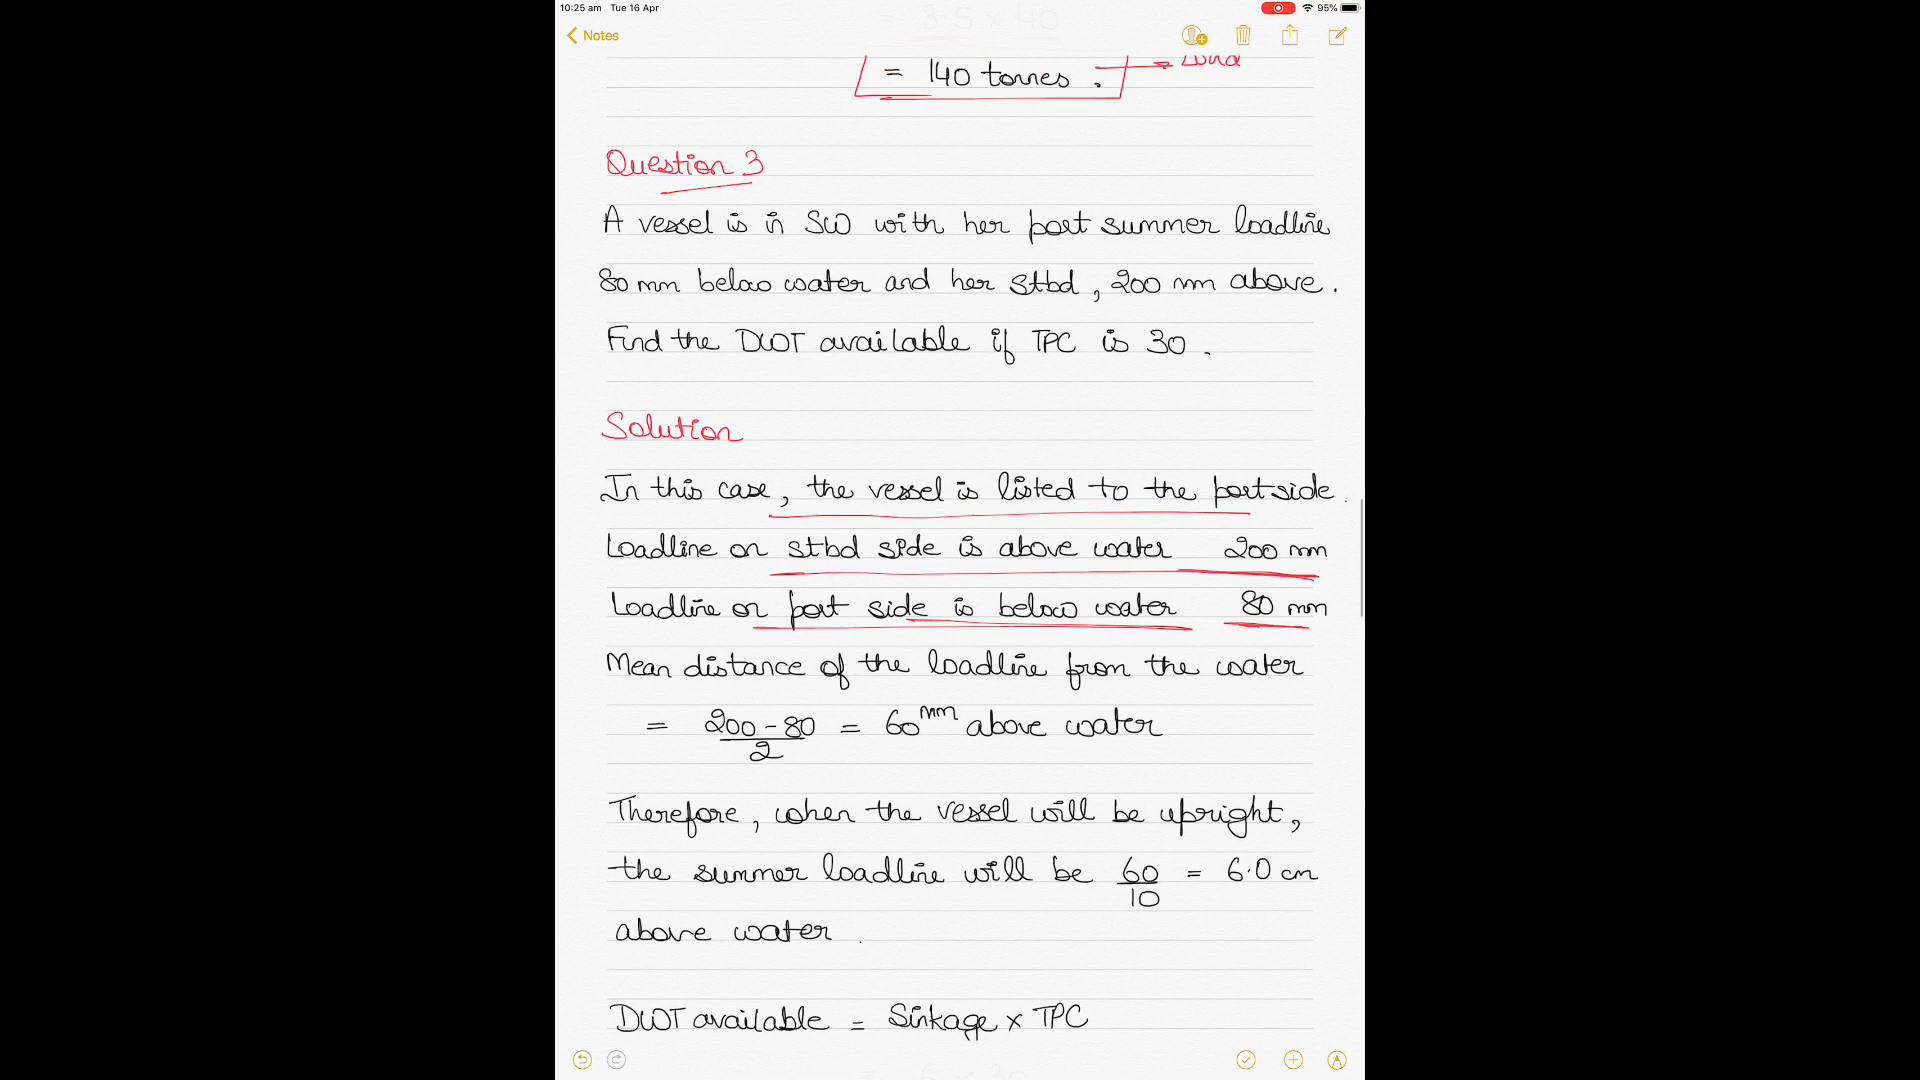 10:25 am Tue 16 Apr
95%
Notes
= 140 tonnes.
Question 3
A vessel is in SW with her port summer loadline
80 mm below water and her stbd, 200 mm above.
Find the DWT available if TPC is 30.
Solution
In this case, the vessel is listed to the port side.
Loadline on stbd side is above water 200 mm
Loadline on port side is below water 80 mm
Mean distance of the loadline from the water
= 200 - 80 / 2 = 60 mm above water
Therefore, when the vessel will be upright,
the summer loadline will be 60 / 10 = 6.0 cm
above water.
DWT available = Sinkage x TPC